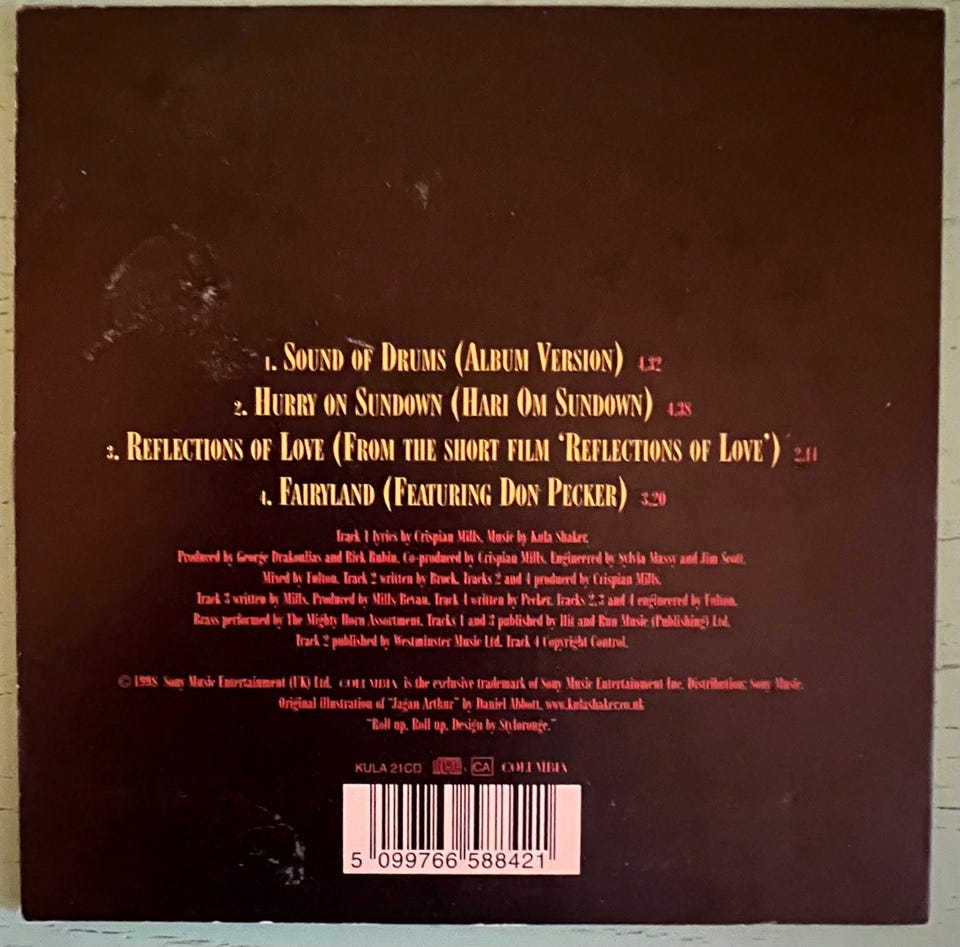 1. Sound of Drums (Album Version) 4.32
2. Hurry on Sundown (Hari Om Sundown) 4.38
3. Reflections of Love (From the short film ‘Reflections of Love’) 2.41
4. Fairyland (Featuring Don Pecker) 3.20
Track 1 lyrics by Crispian Mills, Music by Kula Shaker.
Produced by George Drakoulias and Rick Rubin. Co-produced by Crispian Mills. Engineered by Sylvia Massy and Jim Scott.
Mixed by Fulton. Track 2 written by Brock. Tracks 2 and 4 produced by Crispian Mills.
Track 3 written by Mills. Produced by Mills/Bevan. Track 4 written by Pecker. Tracks 2,3 and 4 engineered by Fulton.
Brass performed by The Mighty Horn Assortment. Tracks 1 and 3 published by Hit and Run Music (Publishing) Ltd.
Track 2 published by Westminster Music Ltd. Track 4 Copyright Control.
© 1998 Sony Music Entertainment (UK) Ltd. COLUMBIA is the exclusive trademark of Sony Music Entertainment Inc. Distribution: Sony Music.
Original illustration of "Jagan Arthur" by Daniel Abbott. www.kulashaker.co.uk
"Roll up, Roll up, Design by Stylorouge."
KULA 21CD CA COLUMBIA
5 099766 588421